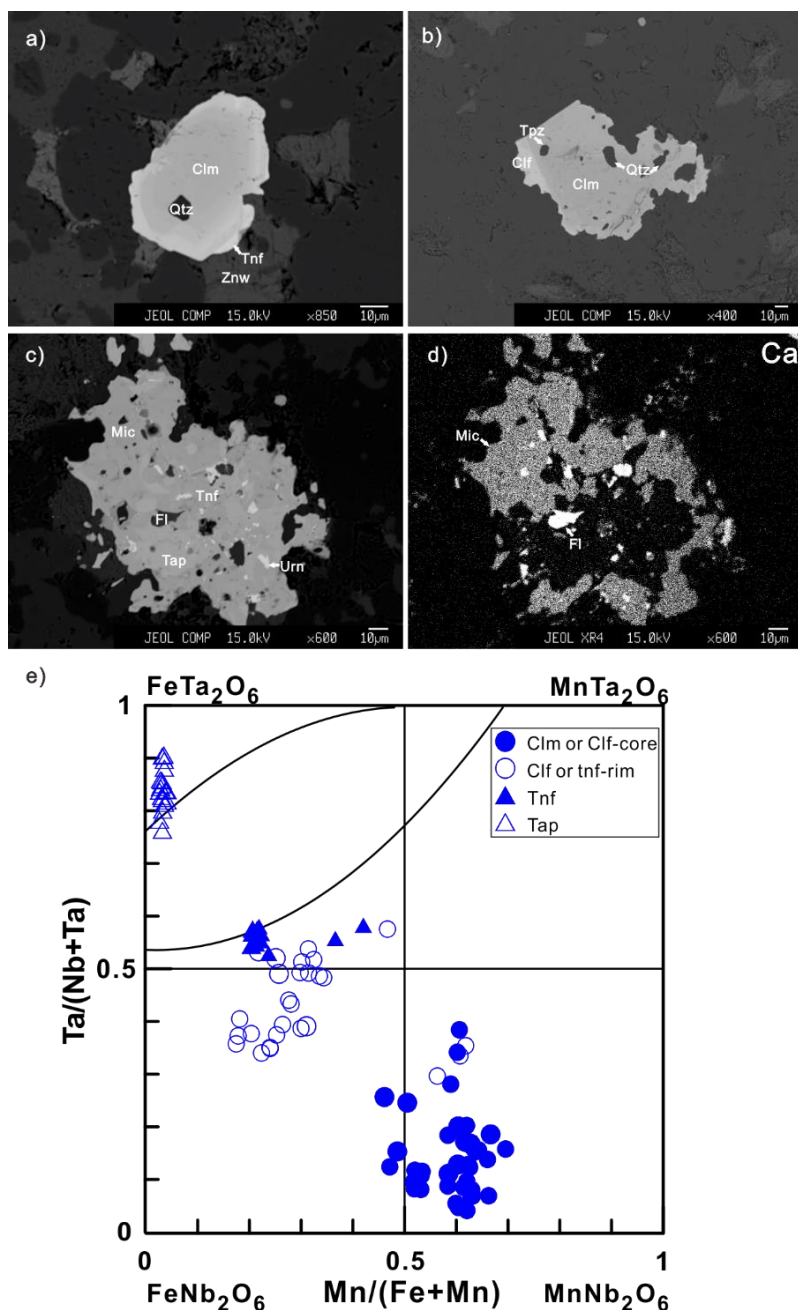 a)
Clm
Qtz
Tnf
Znw
JEOL COMP 15.0kV ×850 10μm
b)
Tpz
Clf
Qtz
Clm
JEOL COMP 15.0kV ×400 10μm
c)
Mic
Tnf
Fl
Tap
Urn
JEOL COMP 15.0kV ×600 10μm
d)
Ca
Mic
Fl
JEOL XR4 15.0kV ×600 10μm
e)
FeTa₂O₆
MnTa₂O₆
1
Clm or Clf-core
Clf or tnf-rim
Tnf
Tap
Ta/(Nb+Ta)
0.5
0
0
0.5
1
FeNb₂O₆
Mn/(Fe+Mn)
MnNb₂O₆